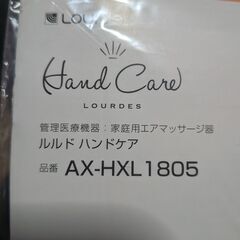 Hand Care
LOURDES
管理医療機器：家庭用エアマッサージ器
ルルド ハンドケア
品番 AX-HXL1805